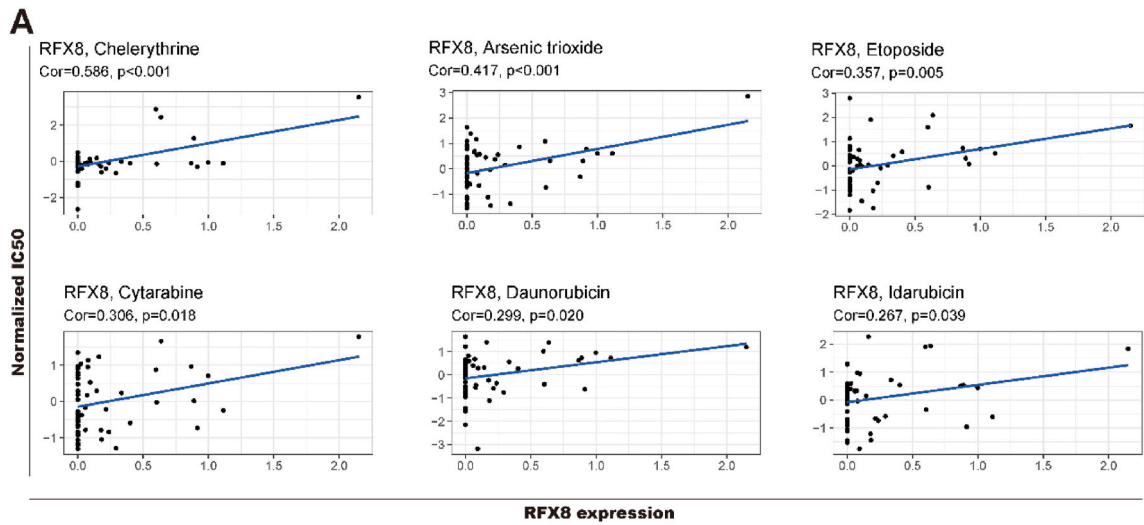 A
RFX8, Chelerythrine
Cor=0.586, p<0.001
2
0
−2
0.0 0.5 1.0 1.5 2.0
RFX8, Arsenic trioxide
Cor=0.417, p<0.001
3
2
1
0
−1
0.0 0.5 1.0 1.5 2.0
RFX8, Etoposide
Cor=0.357, p=0.005
3
2
1
0
−1
−2
0.0 0.5 1.0 1.5 2.0
Normalized IC50
RFX8, Cytarabine
Cor=0.306, p=0.018
1
0
−1
0.0 0.5 1.0 1.5 2.0
RFX8, Daunorubicin
Cor=0.299, p=0.020
1
0
−1
−2
−3
0.0 0.5 1.0 1.5 2.0
RFX8, Idarubicin
Cor=0.267, p=0.039
2
1
0
−1
0.0 0.5 1.0 1.5 2.0
RFX8 expression